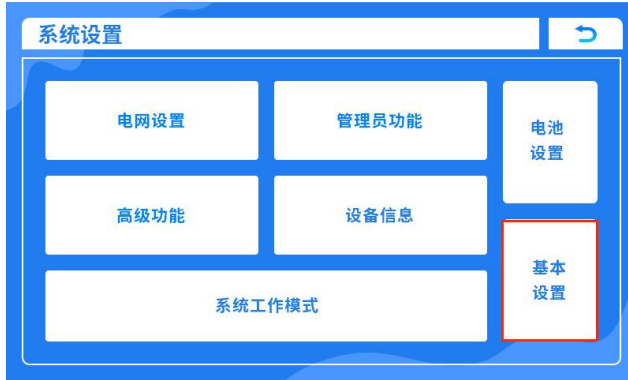 系统设置
电网设置
管理员功能
电池
设置
高级功能
设备信息
基本
设置
系统工作模式